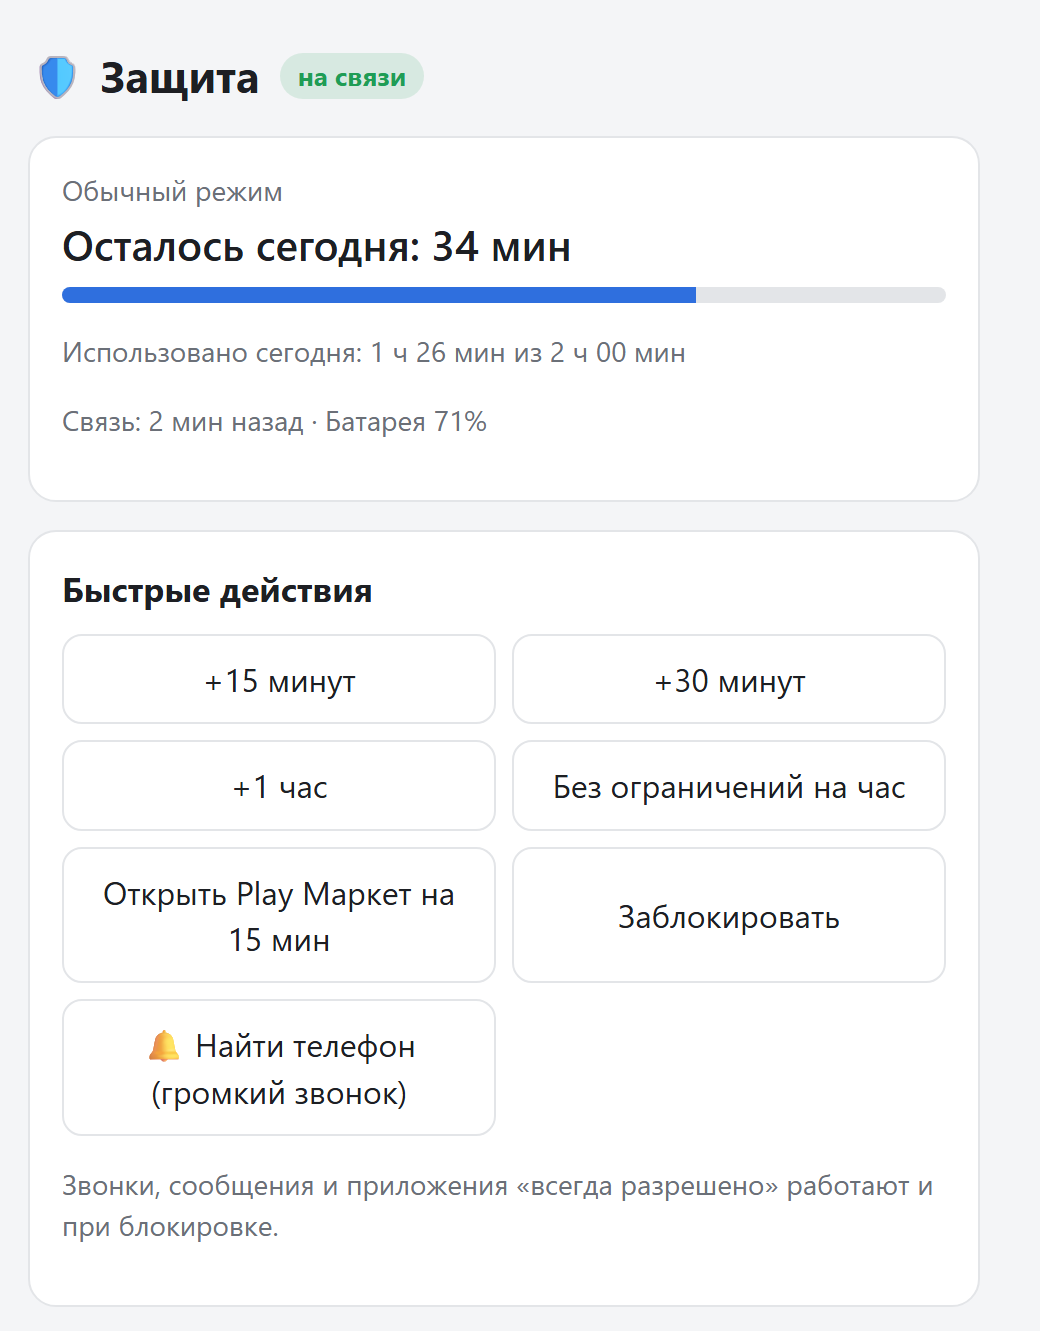 Защита
на связи
Обычный режим
Осталось сегодня: 34 мин
Использовано сегодня: 1 ч 26 мин из 2 ч 00 мин
Связь: 2 мин назад · Батарея 71%
Быстрые действия
+15 минут
+30 минут
+1 час
Без ограничений на час
Открыть Play Маркет на
15 мин
Заблокировать
Найти телефон
(громкий звонок)
Звонки, сообщения и приложения «всегда разрешено» работают и
при блокировке.